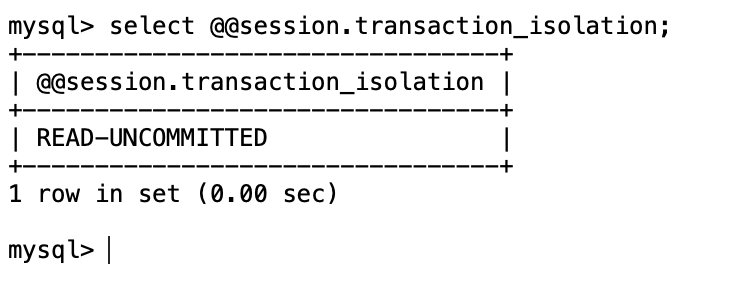 mysql> select @@session.transaction_isolation;
+---------------------------------+
| @@session.transaction_isolation |
+---------------------------------+
| READ-UNCOMMITTED                |
+---------------------------------+
1 row in set (0.00 sec)
mysql>